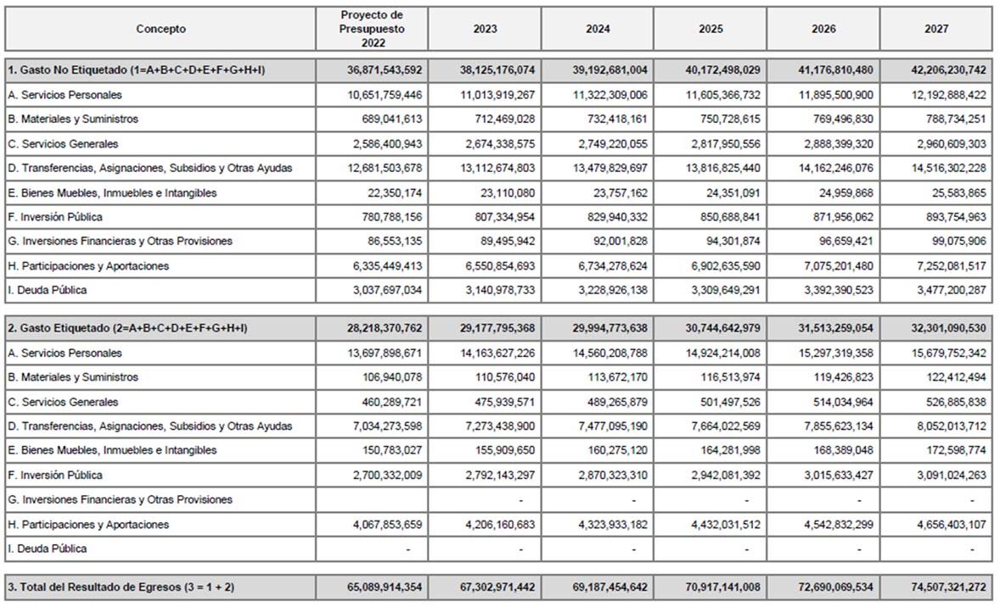 Concepto Proyecto de Presupuesto 2022 2023 2024 2025 2026 2027
1. Gasto No Etiquetado (1=A+B+C+D+E+F+G+H+I) 36,871,543,592 38,125,176,074 39,192,681,004 40,172,498,029 41,176,810,480 42,206,230,742
A. Servicios Personales 10,651,759,446 11,013,919,267 11,322,309,006 11,605,366,732 11,895,500,900 12,192,888,422
B. Materiales y Suministros 689,041,613 712,469,028 732,418,161 750,728,615 769,496,830 788,734,251
C. Servicios Generales 2,586,400,943 2,674,338,575 2,749,220,055 2,817,950,556 2,888,399,320 2,960,609,303
D. Transferencias, Asignaciones, Subsidios y Otras Ayudas 12,681,503,678 13,112,674,803 13,479,829,697 13,816,825,440 14,162,246,076 14,516,302,228
E. Bienes Muebles, Inmuebles e Intangibles 22,350,174 23,110,080 23,757,162 24,351,091 24,959,868 25,583,865
F. Inversión Pública 780,788,156 807,334,954 829,940,332 850,688,841 871,956,062 893,754,963
G. Inversiones Financieras y Otras Provisiones 86,553,135 89,495,942 92,001,828 94,301,874 96,659,421 99,075,906
H. Participaciones y Aportaciones 6,335,449,413 6,550,854,693 6,734,278,624 6,902,635,590 7,075,201,480 7,252,081,517
I. Deuda Pública 3,037,697,034 3,140,978,733 3,228,926,138 3,309,649,291 3,392,390,523 3,477,200,287
2. Gasto Etiquetado (2=A+B+C+D+E+F+G+H+I) 28,218,370,762 29,177,795,368 29,994,773,638 30,744,642,979 31,513,259,054 32,301,090,530
A. Servicios Personales 13,697,898,671 14,163,627,226 14,560,208,788 14,924,214,008 15,297,319,358 15,679,752,342
B. Materiales y Suministros 106,940,078 110,576,040 113,672,170 116,513,974 119,426,823 122,412,494
C. Servicios Generales 460,289,721 475,939,571 489,265,879 501,497,526 514,034,964 526,885,838
D. Transferencias, Asignaciones, Subsidios y Otras Ayudas 7,034,273,598 7,273,438,900 7,477,095,190 7,664,022,569 7,855,623,134 8,052,013,712
E. Bienes Muebles, Inmuebles e Intangibles 150,783,027 155,909,650 160,275,120 164,281,998 168,389,048 172,598,774
F. Inversión Pública 2,700,332,009 2,792,143,297 2,870,323,310 2,942,081,392 3,015,633,427 3,091,024,263
G. Inversiones Financieras y Otras Provisiones - - - - -
H. Participaciones y Aportaciones 4,067,853,659 4,206,160,683 4,323,933,182 4,432,031,512 4,542,832,299 4,656,403,107
I. Deuda Pública - - - - - -
3. Total del Resultado de Egresos (3 = 1 + 2) 65,089,914,354 67,302,971,442 69,187,454,642 70,917,141,008 72,690,069,534 74,507,321,272